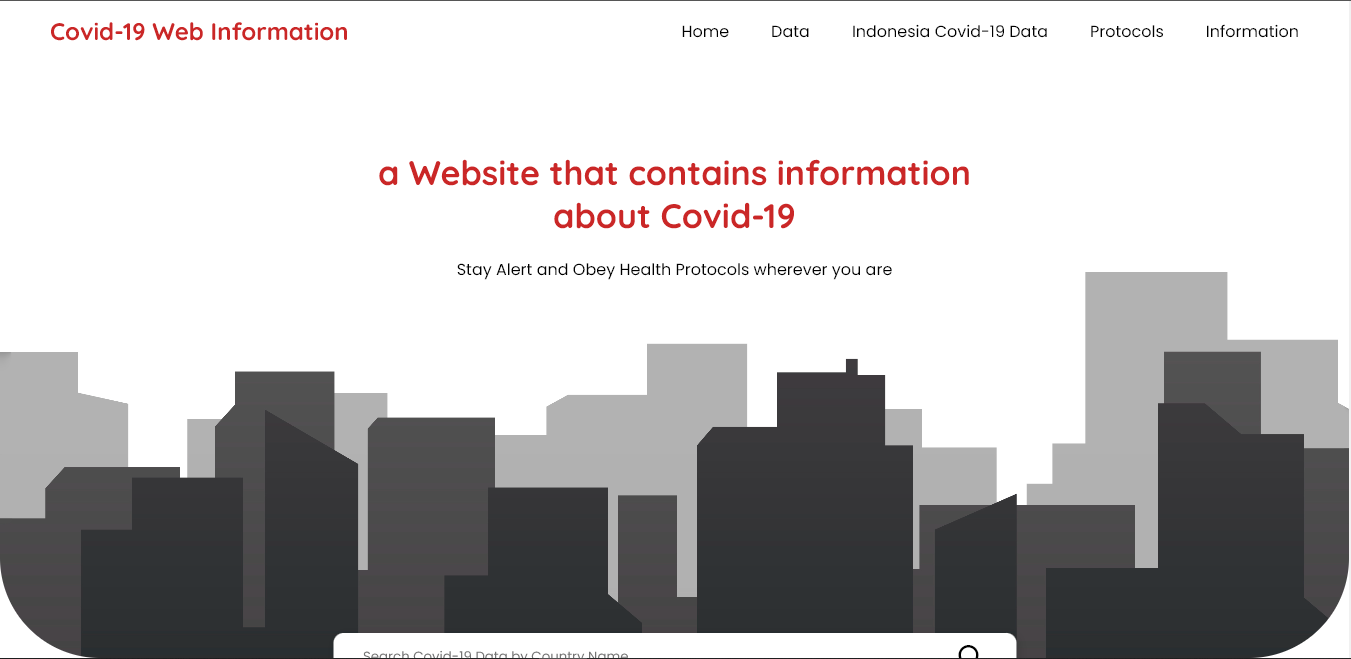 Covid-19 Web Information
Home Data Indonesia Covid-19 Data Protocols Information
a Website that contains information
about Covid-19
Stay Alert and Obey Health Protocols wherever you are
Search Covid-19 Data by Country Name